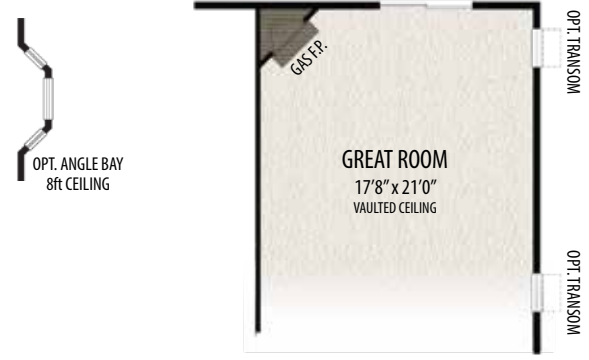 OPT. ANGLE BAY
8ft CEILING
GAS F.P.
GREAT ROOM
17'8" x 21'0"
VAULTED CEILING
OPT. TRANSOM
OPT. TRANSOM